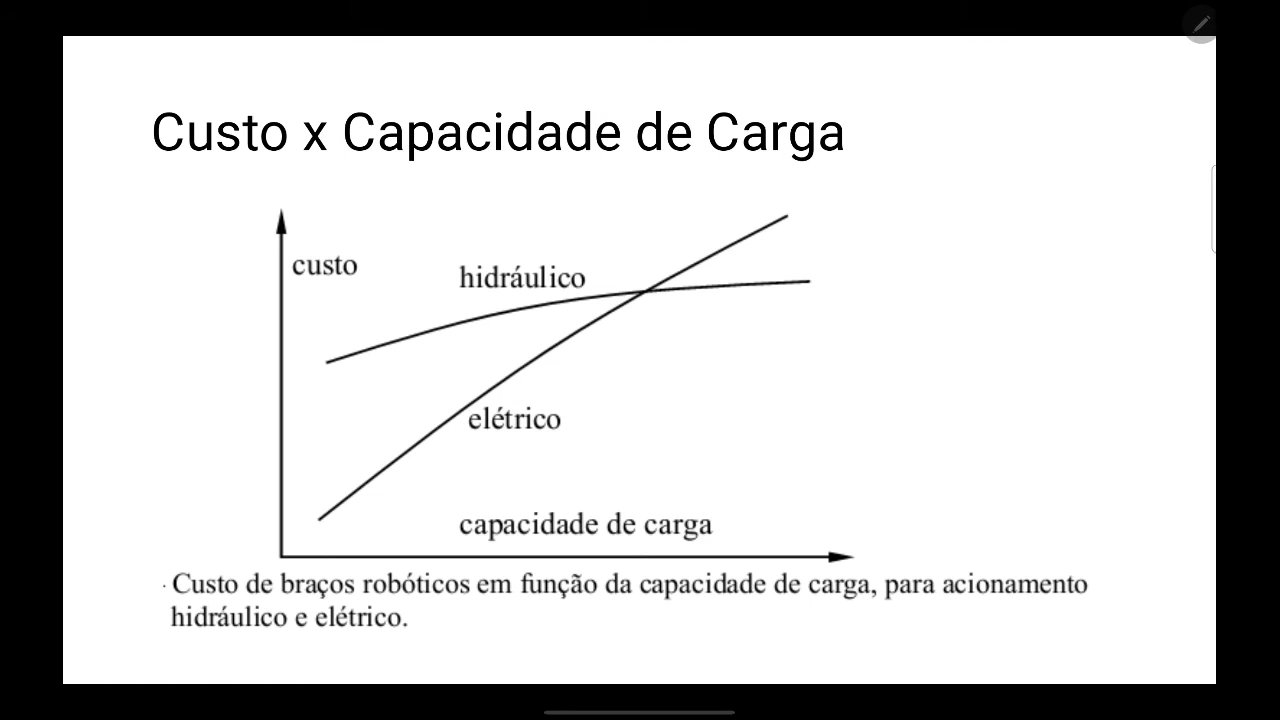 Custo x Capacidade de Carga
custo
hidráulico
elétrico
capacidade de carga
Custo de braços robóticos em função da capacidade de carga, para acionamento
hidráulico e elétrico.